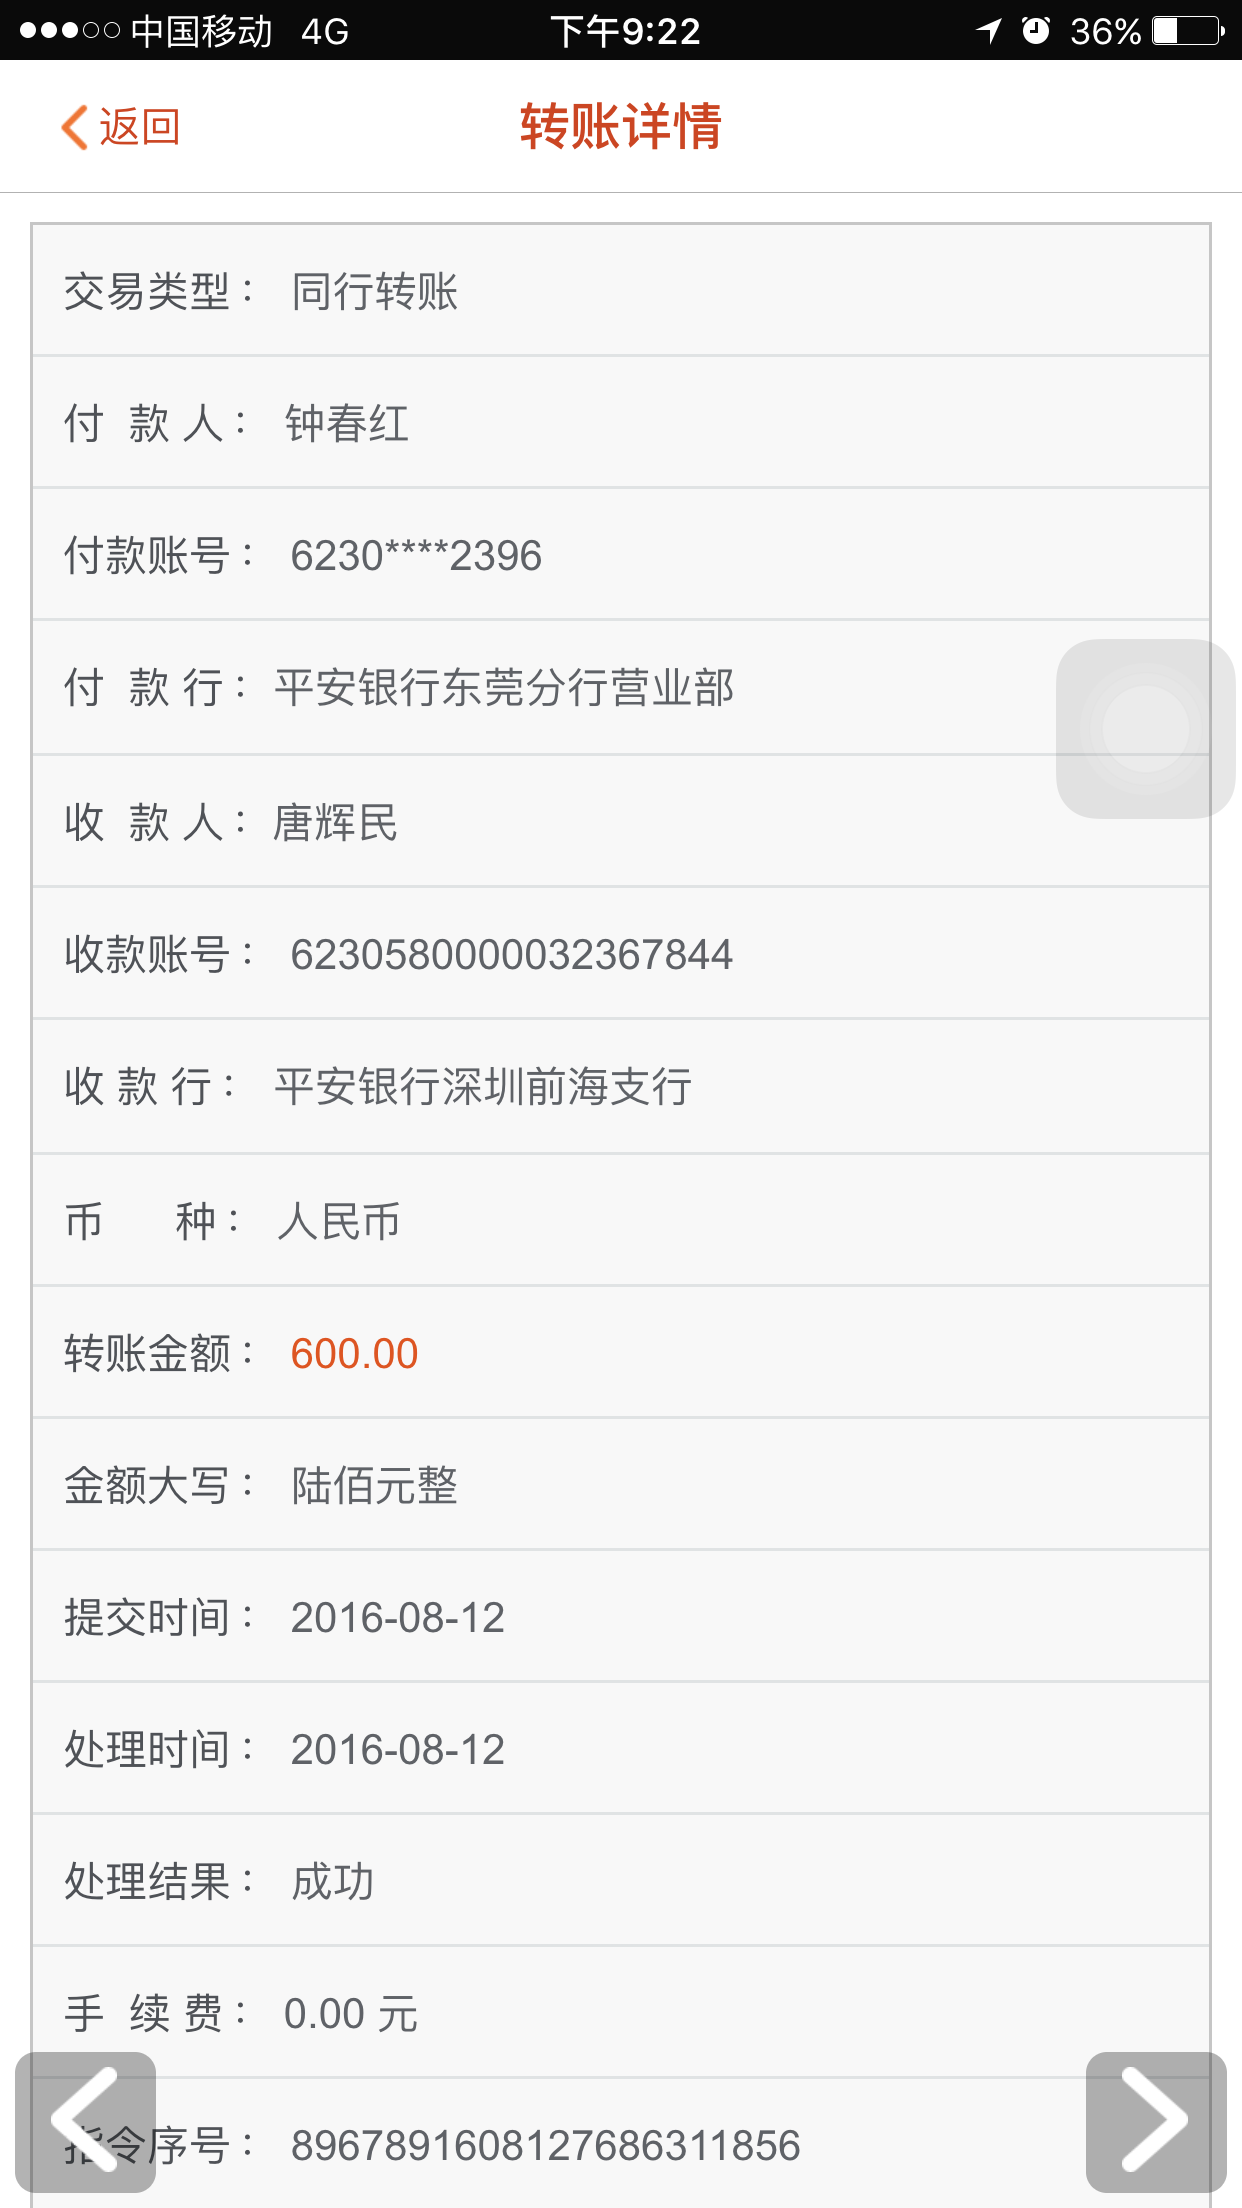 中国移动 4G 下午9:22 36%
返回 转账详情
交易类型： 同行转账
付 款 人： 钟春红
付款账号： 6230****2396
付 款 行： 平安银行东莞分行营业部
收 款 人： 唐辉民
收款账号： 6230580000032367844
收 款 行： 平安银行深圳前海支行
币 种： 人民币
转账金额： 600.00
金额大写： 陆佰元整
提交时间： 2016-08-12
处理时间： 2016-08-12
处理结果： 成功
手 续 费： 0.00 元
指令序号： 8967891608127686311856